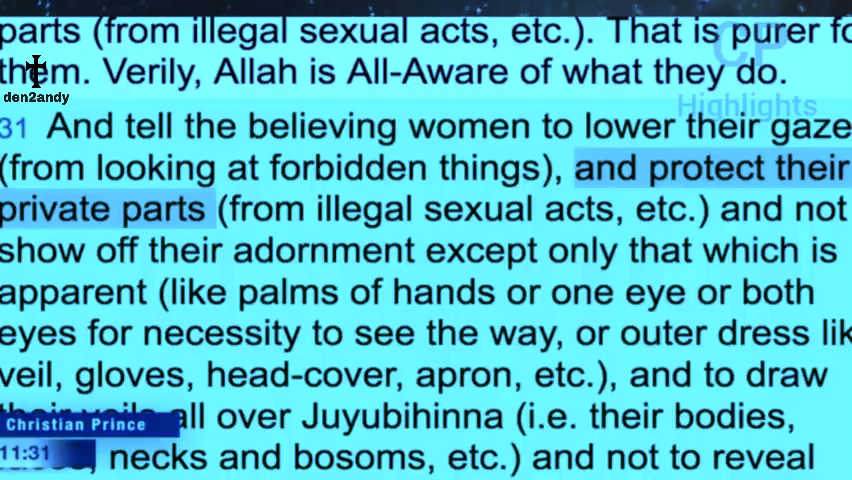 parts (from illegal sexual acts, etc.). That is purer fo
them. Verily, Allah is All-Aware of what they do.
CP
Highlights
den2andy
31 And tell the believing women to lower their gaze
(from looking at forbidden things), and protect their
private parts (from illegal sexual acts, etc.) and not
show off their adornment except only that which is
apparent (like palms of hands or one eye or both
eyes for necessity to see the way, or outer dress lik
veil, gloves, head-cover, apron, etc.), and to draw
their veils all over Juyubihinna (i.e. their bodies,
Christian Prince
11:31
necks and bosoms, etc.) and not to reveal